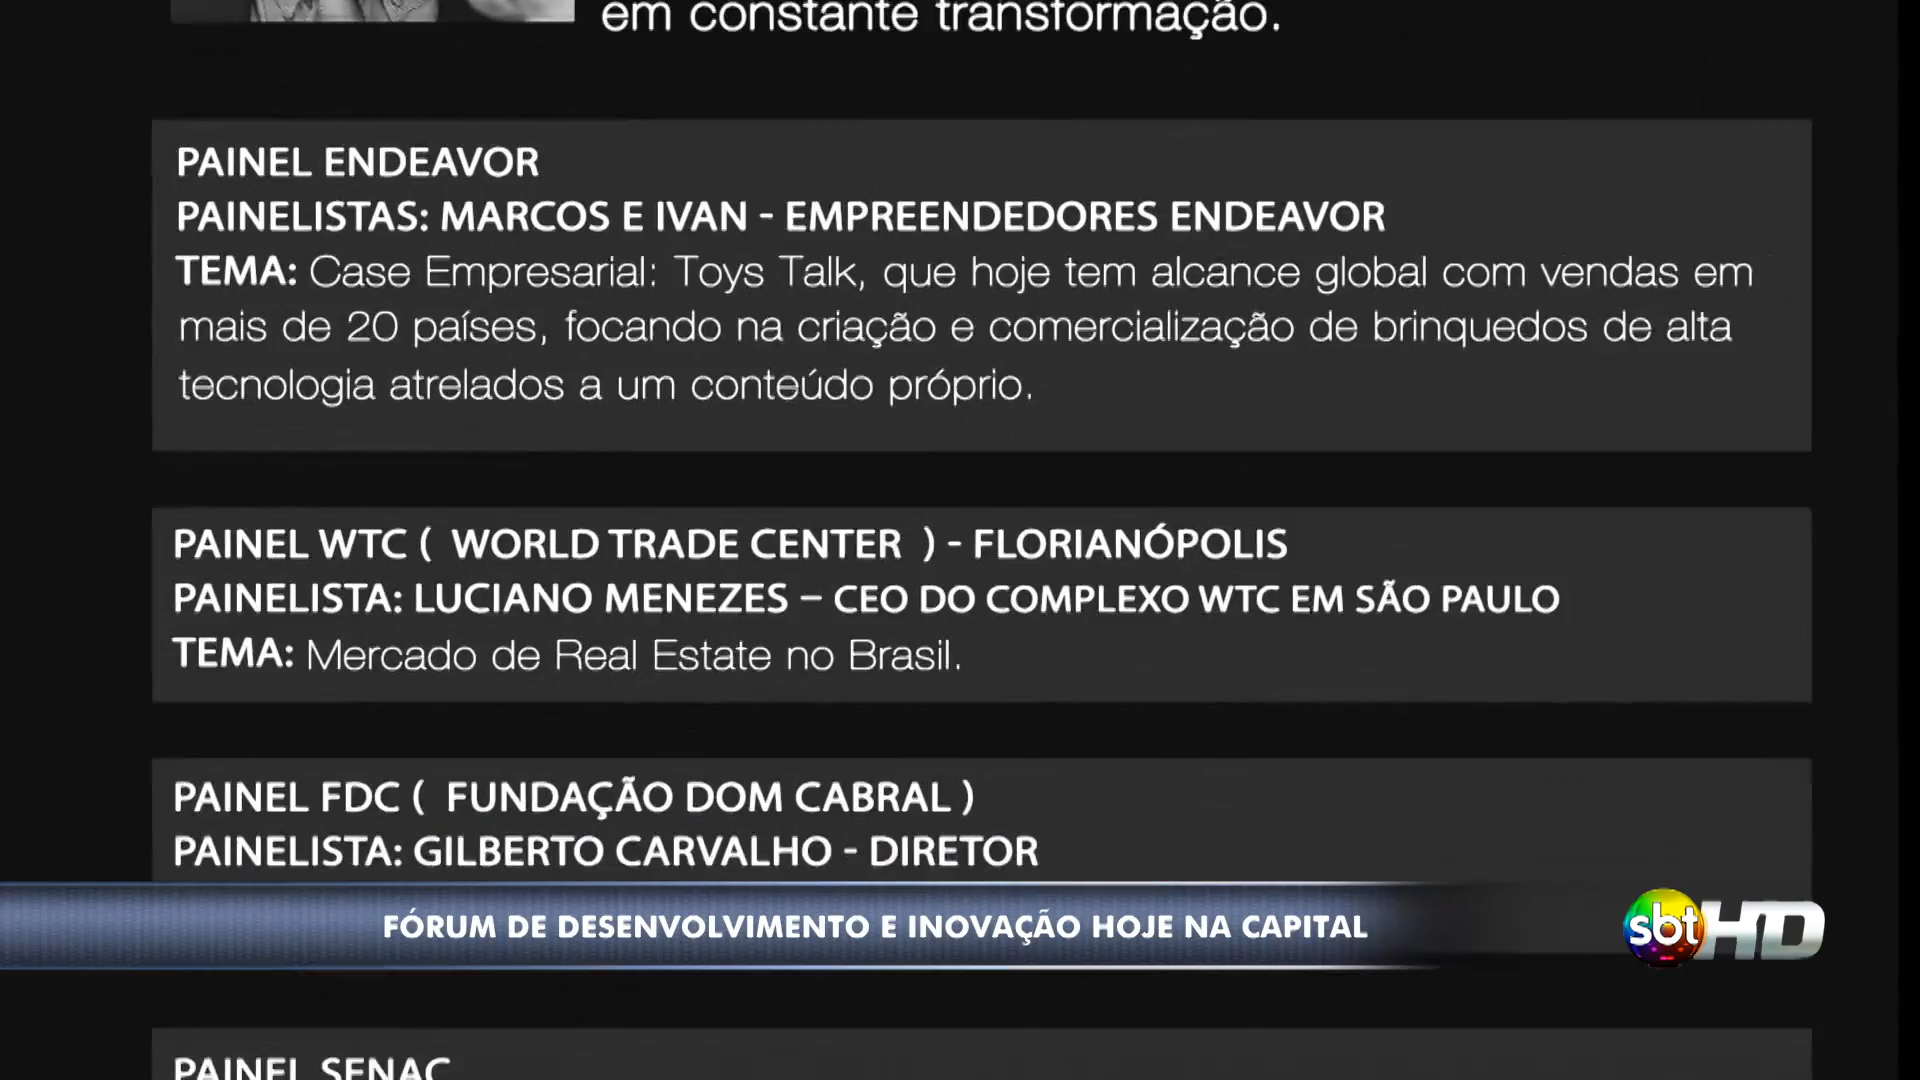 em constante transformação.
PAINEL ENDEAVOR
PAINELISTAS: MARCOS E IVAN - EMPREENDEDORES ENDEAVOR
TEMA: Case Empresarial: Toys Talk, que hoje tem alcance global com vendas em
mais de 20 países, focando na criação e comercialização de brinquedos de alta
tecnologia atrelados a um conteúdo próprio.
PAINEL WTC ( WORLD TRADE CENTER ) - FLORIANÓPOLIS
PAINELISTA: LUCIANO MENEZES – CEO DO COMPLEXO WTC EM SÃO PAULO
TEMA: Mercado de Real Estate no Brasil.
PAINEL FDC ( FUNDAÇÃO DOM CABRAL )
PAINELISTA: GILBERTO CARVALHO - DIRETOR
FÓRUM DE DESENVOLVIMENTO E INOVAÇÃO HOJE NA CAPITAL
sbt HD
PAINEL SENAC